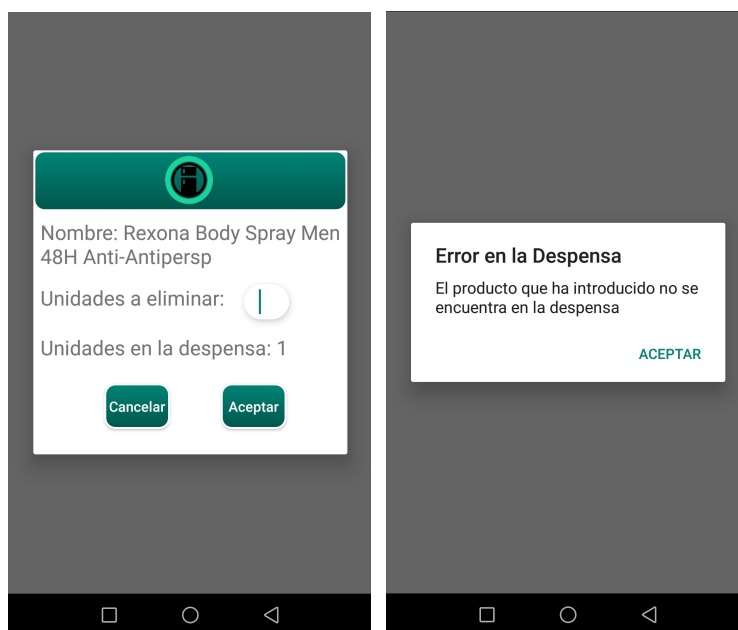 Nombre: Rexona Body Spray Men
48H Anti-Antipersp
Unidades a eliminar:
Unidades en la despensa: 1
Cancelar
Aceptar
Error en la Despensa
El producto que ha introducido no se
encuentra en la despensa
ACEPTAR